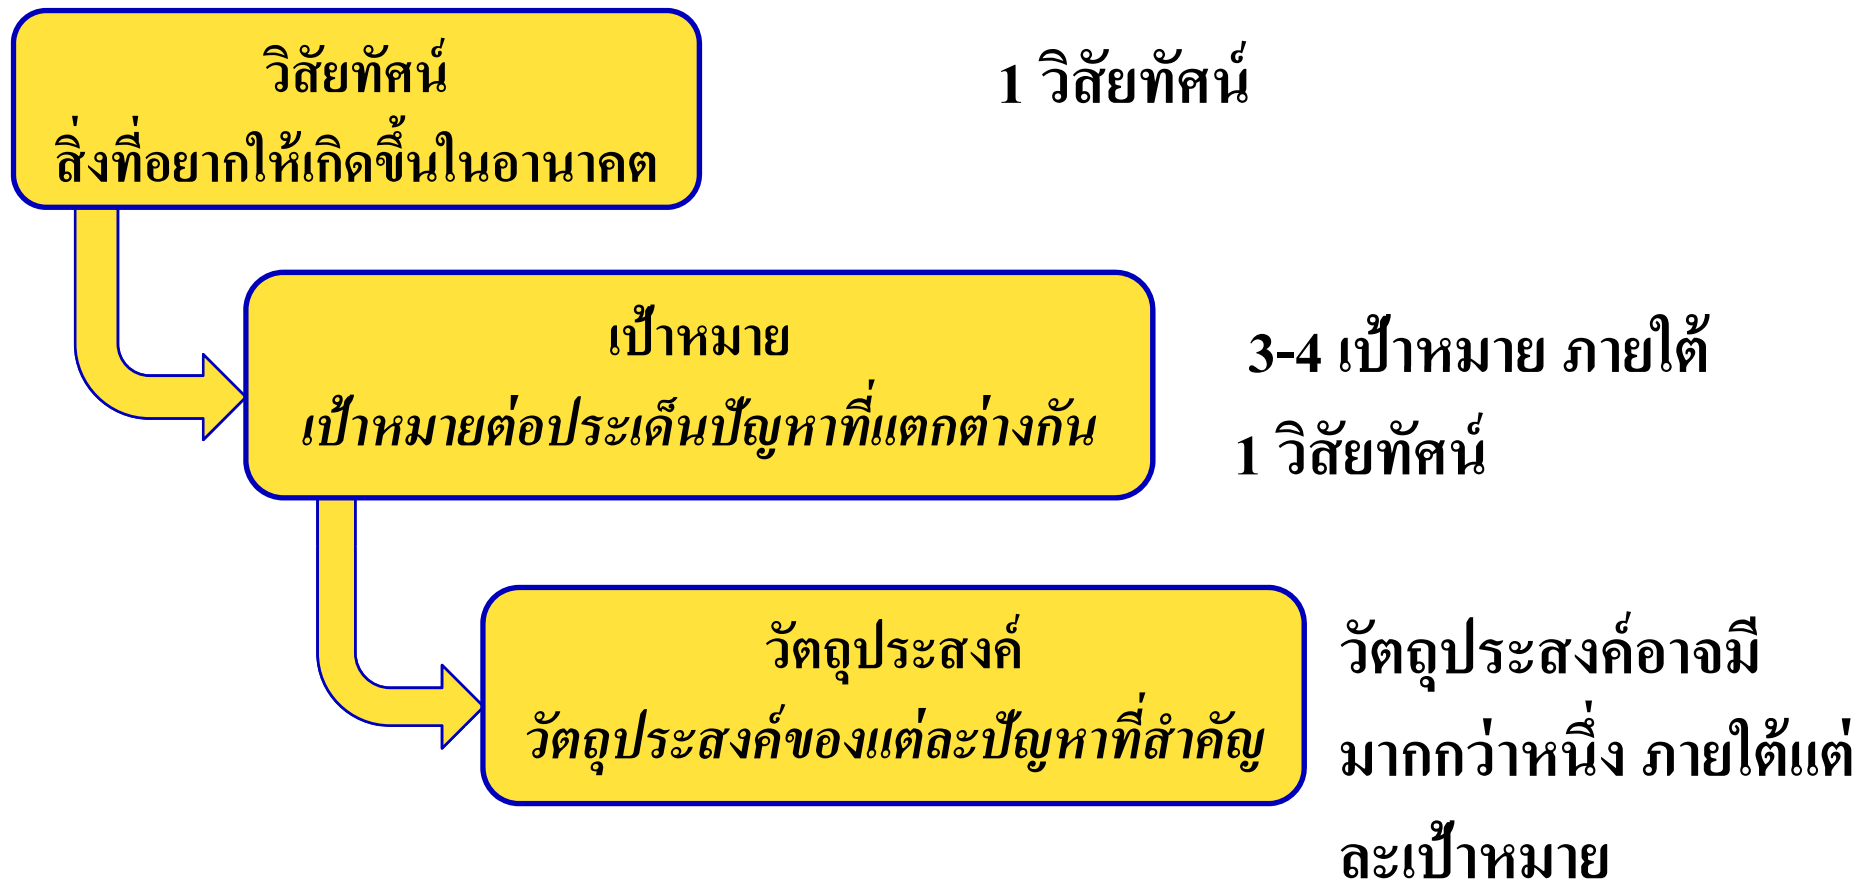 วิสัยทัศน์
สิ่งที่อยากให้เกิดขึ้นในอนาคต
1 วิสัยทัศน์
เป้าหมาย
เป้าหมายต่อประเด็นปัญหาที่แตกต่างกัน
3-4 เป้าหมาย ภายใต้
1 วิสัยทัศน์
วัตถุประสงค์
วัตถุประสงค์ของแต่ละปัญหาที่สำคัญ
วัตถุประสงค์อาจมี
มากกว่าหนึ่ง ภายใต้แต่
ละเป้าหมาย